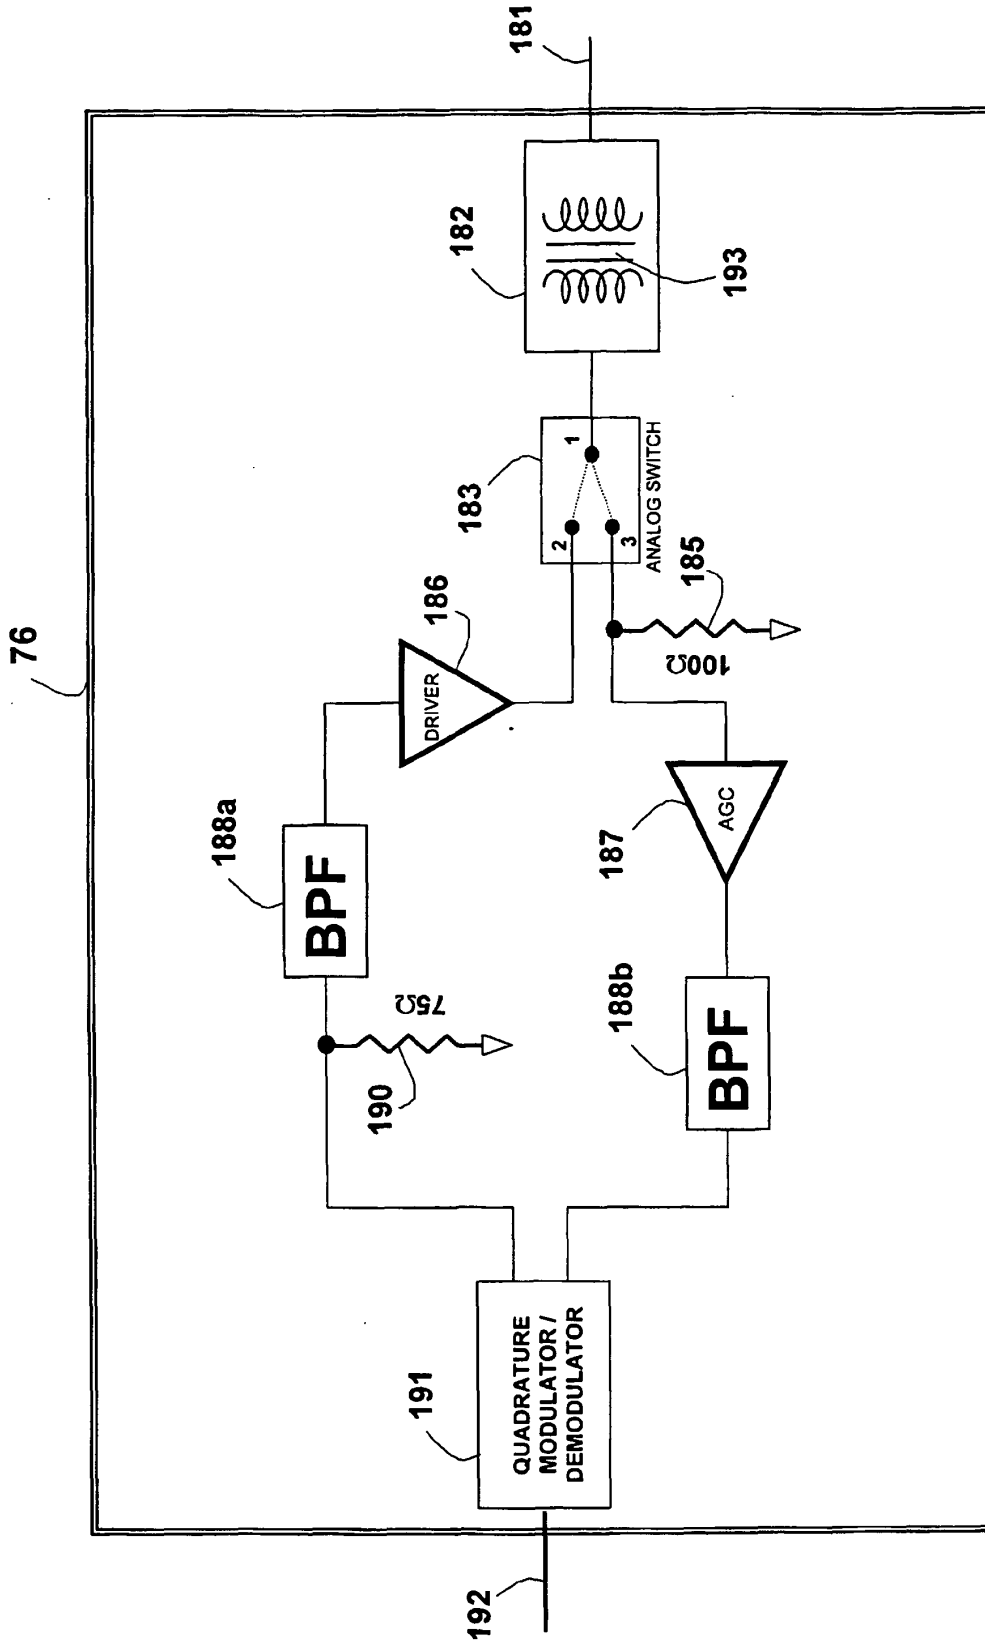 76
192
191
QUADRATURE
MODULATOR /
DEMODULATOR
190
75Ω
188a
BPF
188b
BPF
186
DRIVER
187
AGC
185
100Ω
183
1
2
3
ANALOG SWITCH
182
193
181